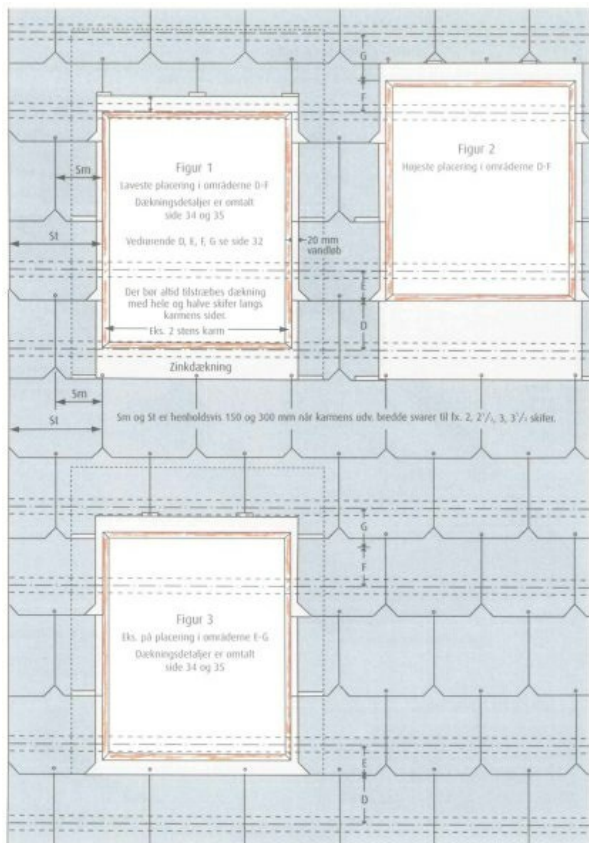 G
F
Figur 1
Laveste placering i områderne D-F
Dækningsdetaljer er omtalt
side 34 og 35
Vedrørende D, E, F, G se side 32
20 mm
vandløb
Der bør altid tilstræbes dækning
med hele og halve skifer langs
karmens sider.
Eks. 2 stens karm
Zinkdækning
Sm
St
Figur 2
Højeste placering i områderne D-F
E
D
Sm
St
Sm og St er henholdsvis 150 og 300 mm når karmens udv. bredde svarer til fx. 2, 2¹/₂, 3, 3¹/₂ skifer.
G
F
Figur 3
Eks. på placering i områderne E-G
Dækningsdetaljer er omtalt
side 34 og 35
E
D